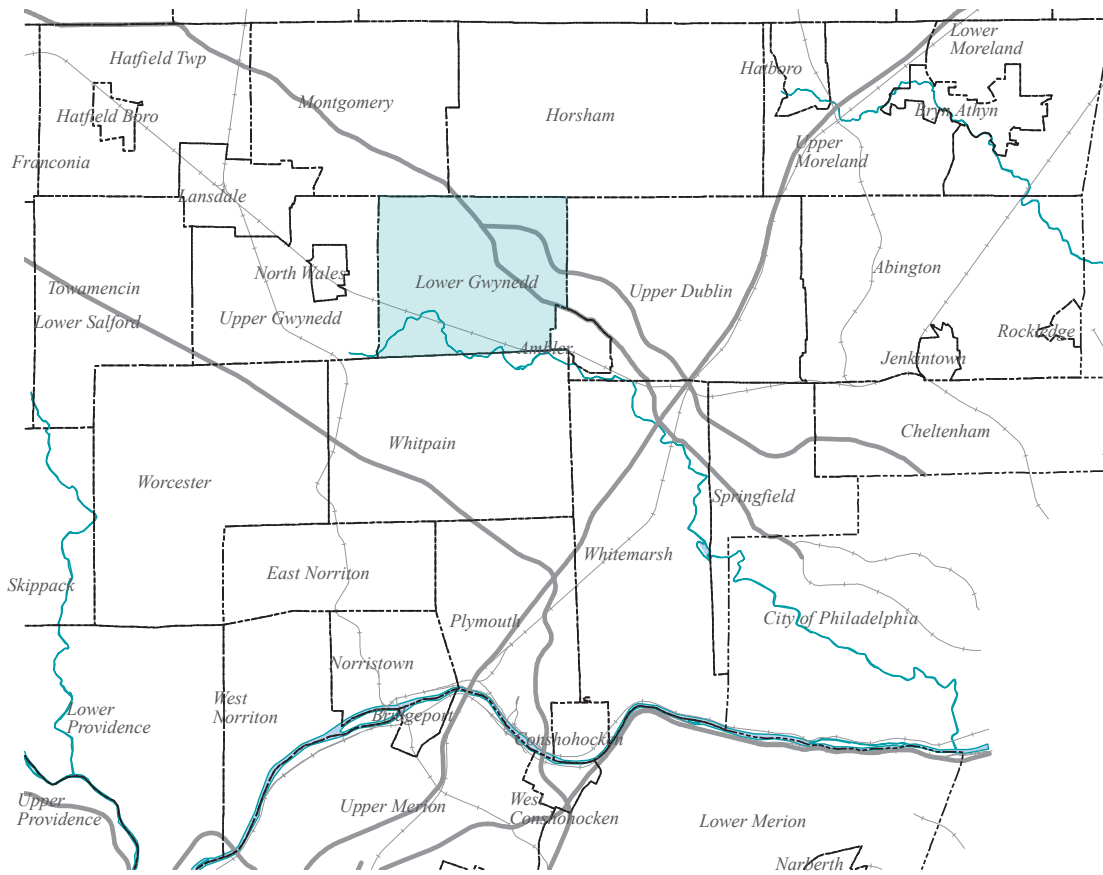 Lower
Moreland
Hatfield Twp
Hatboro
Montgomery
Hatfield Boro
Horsham
Bryn Athyn
Upper
Moreland
Franconia
Lansdale
North Wales
Lower Gwynedd
Abington
Towamencin
Upper Dublin
Lower Salford
Upper Gwynedd
Rockledge
Ambler
Jenkintown
Whitpain
Cheltenham
Worcester
Springfield
Whitemarsh
East Norriton
Skippack
Plymouth
City of Philadelphia
Norristown
West
Norriton
Lower
Providence
Bridgeport
Conshohocken
Upper
Providence
Upper Merion
West
Conshohocken
Lower Merion
Narberth